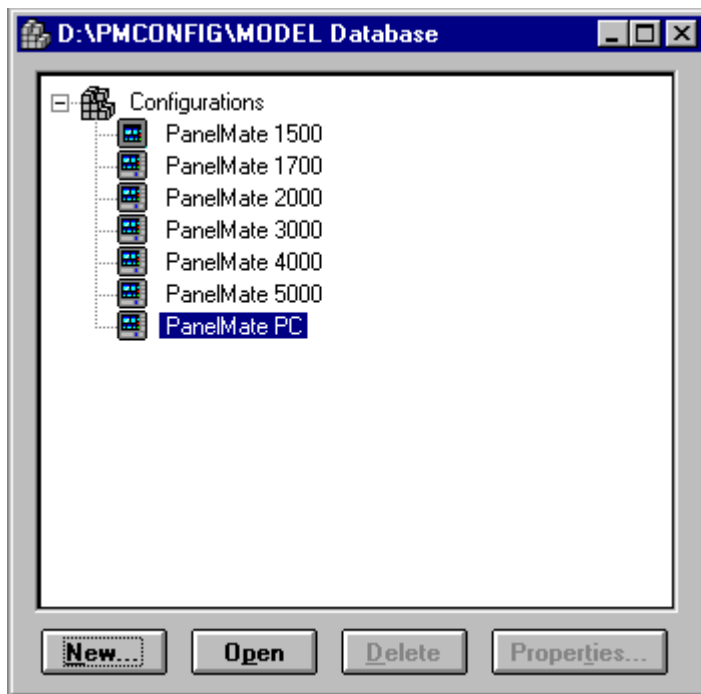 D:\PMCONFIG\MODEL Database
Configurations
PanelMate 1500
PanelMate 1700
PanelMate 2000
PanelMate 3000
PanelMate 4000
PanelMate 5000
PanelMate PC
New... Open Delete Properties...